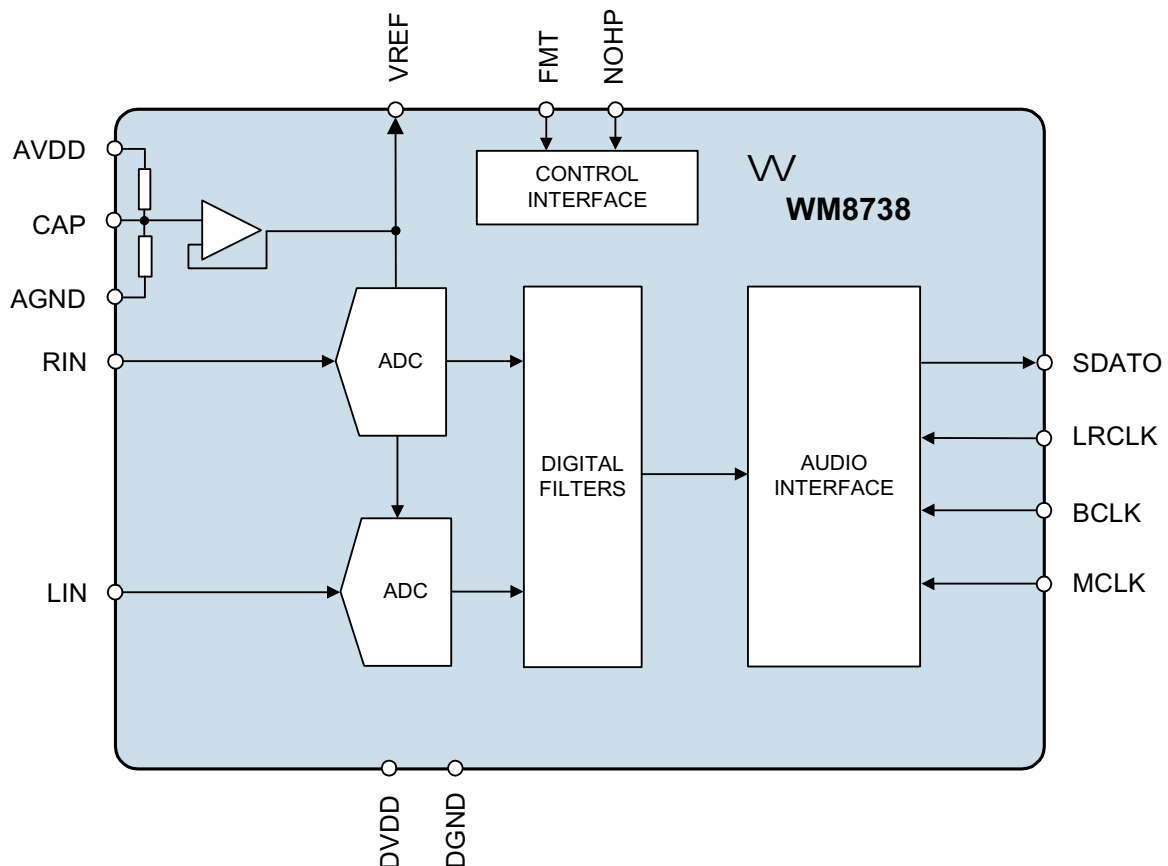 VREF
FMT
NOHP
AVDD
CONTROL
INTERFACE
WM8738
CAP
AGND
RIN
ADC
SDATO
LRCLK
DIGITAL
FILTERS
AUDIO
INTERFACE
BCLK
LIN
ADC
MCLK
DVDD
DGND